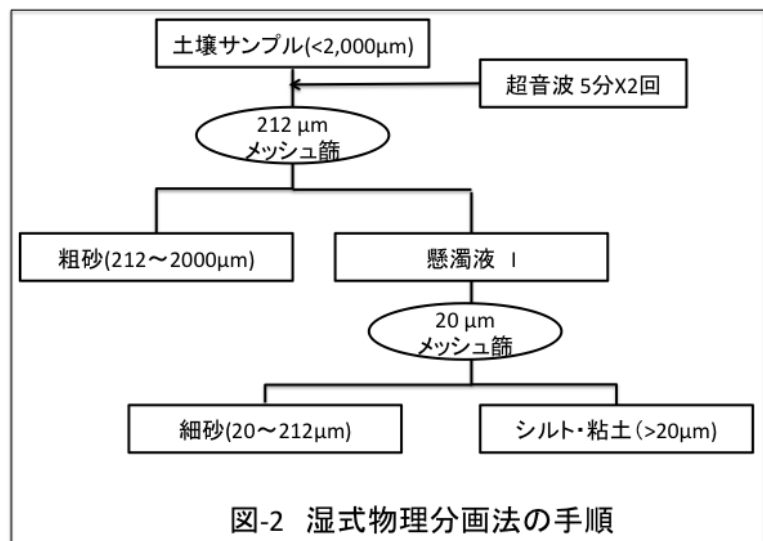 土壌サンプル(<2,000μm)
超音波 5分X2回
212 μm
メッシュ篩
粗砂(212～2000μm)
懸濁液 I
20 μm
メッシュ篩
細砂(20～212μm)
シルト・粘土(>20μm)
図-2 湿式物理分画法の手順